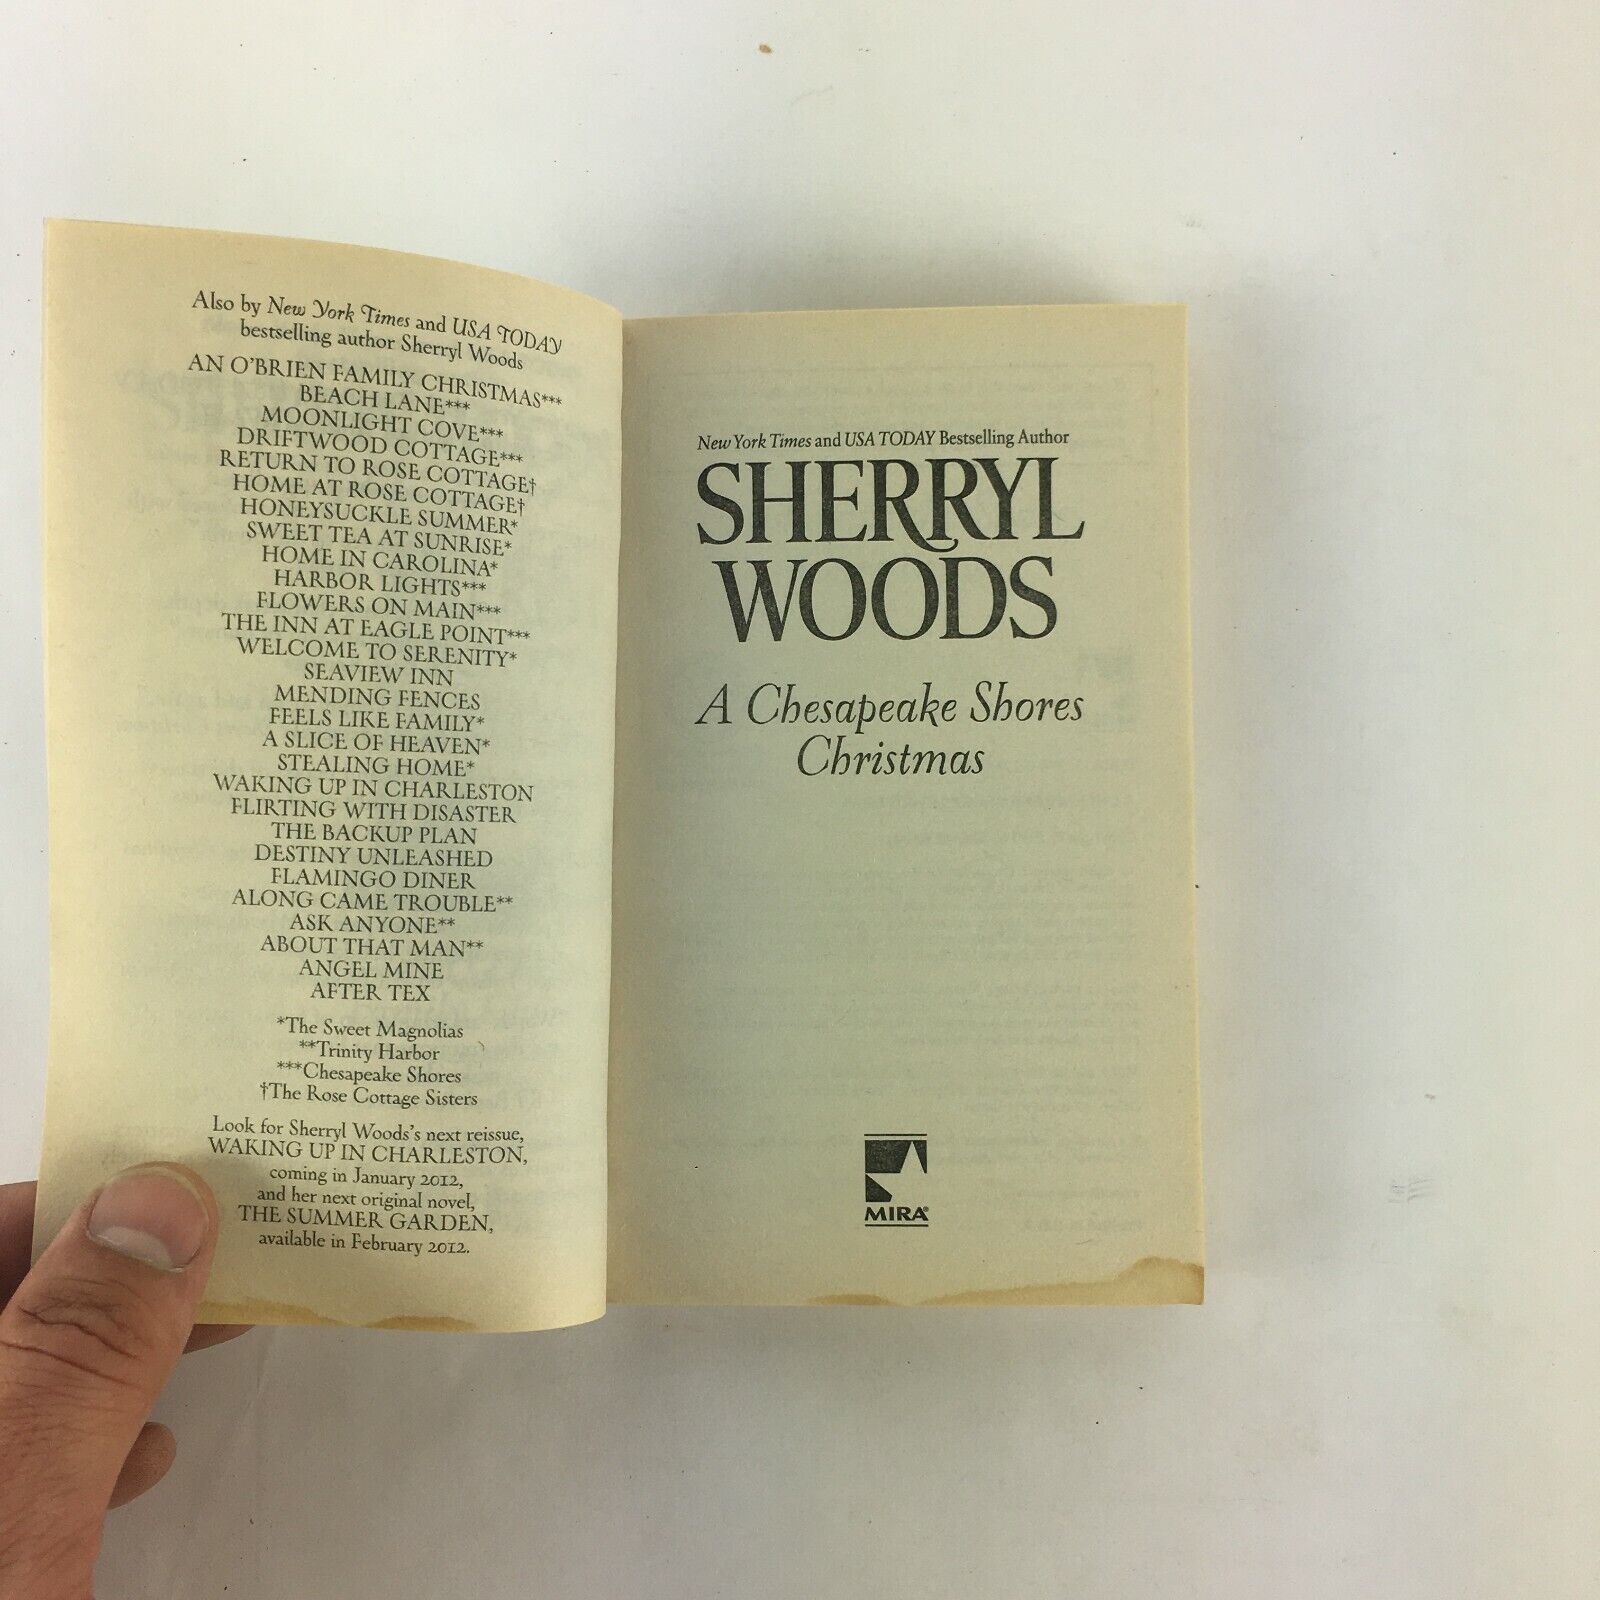 Also by New York Times and USA TODAY
bestselling author Sherryl Woods
AN O'BRIEN FAMILY CHRISTMAS***
BEACH LANE***
MOONLIGHT COVE***
DRIFTWOOD COTTAGE***
RETURN TO ROSE COTTAGE†
HOME AT ROSE COTTAGE†
HONEYSUCKLE SUMMER*
SWEET TEA AT SUNRISE*
HOME IN CAROLINA*
HARBOR LIGHTS***
FLOWERS ON MAIN***
THE INN AT EAGLE POINT***
WELCOME TO SERENITY*
SEAVIEW INN
MENDING FENCES
FEELS LIKE FAMILY*
A SLICE OF HEAVEN*
STEALING HOME*
WAKING UP IN CHARLESTON
FLIRTING WITH DISASTER
THE BACKUP PLAN
DESTINY UNLEASHED
FLAMINGO DINER
ALONG CAME TROUBLE**
ASK ANYONE**
ABOUT THAT MAN**
ANGEL MINE
AFTER TEX
*The Sweet Magnolias
**Trinity Harbor
***Chesapeake Shores
†The Rose Cottage Sisters
Look for Sherryl Woods's next reissue,
WAKING UP IN CHARLESTON,
coming in January 2012,
and her next original novel,
THE SUMMER GARDEN,
available in February 2012.
New York Times and USA TODAY Bestselling Author
SHERRYL
WOODS
A Chesapeake Shores
Christmas
MIRA®